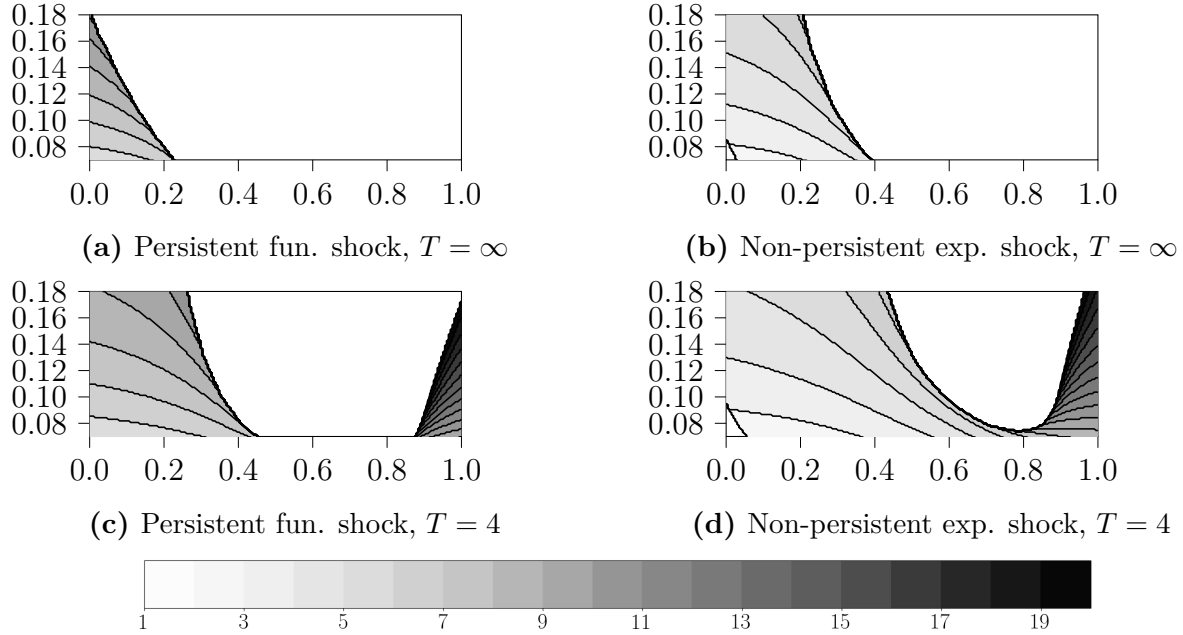 0.18 0.18
0.16 0.16
0.14 0.14
0.12 0.12
0.10 0.10
0.08 0.08
0.0 0.2 0.4 0.6 0.8 1.0 0.0 0.2 0.4 0.6 0.8 1.0
(a) Persistent fun. shock, T = ∞ (b) Non-persistent exp. shock, T = ∞
0.18 0.18
0.16 0.16
0.14 0.14
0.12 0.12
0.10 0.10
0.08 0.08
0.0 0.2 0.4 0.6 0.8 1.0 0.0 0.2 0.4 0.6 0.8 1.0
(c) Persistent fun. shock, T = 4 (d) Non-persistent exp. shock, T = 4
1 3 5 7 9 11 13 15 17 19